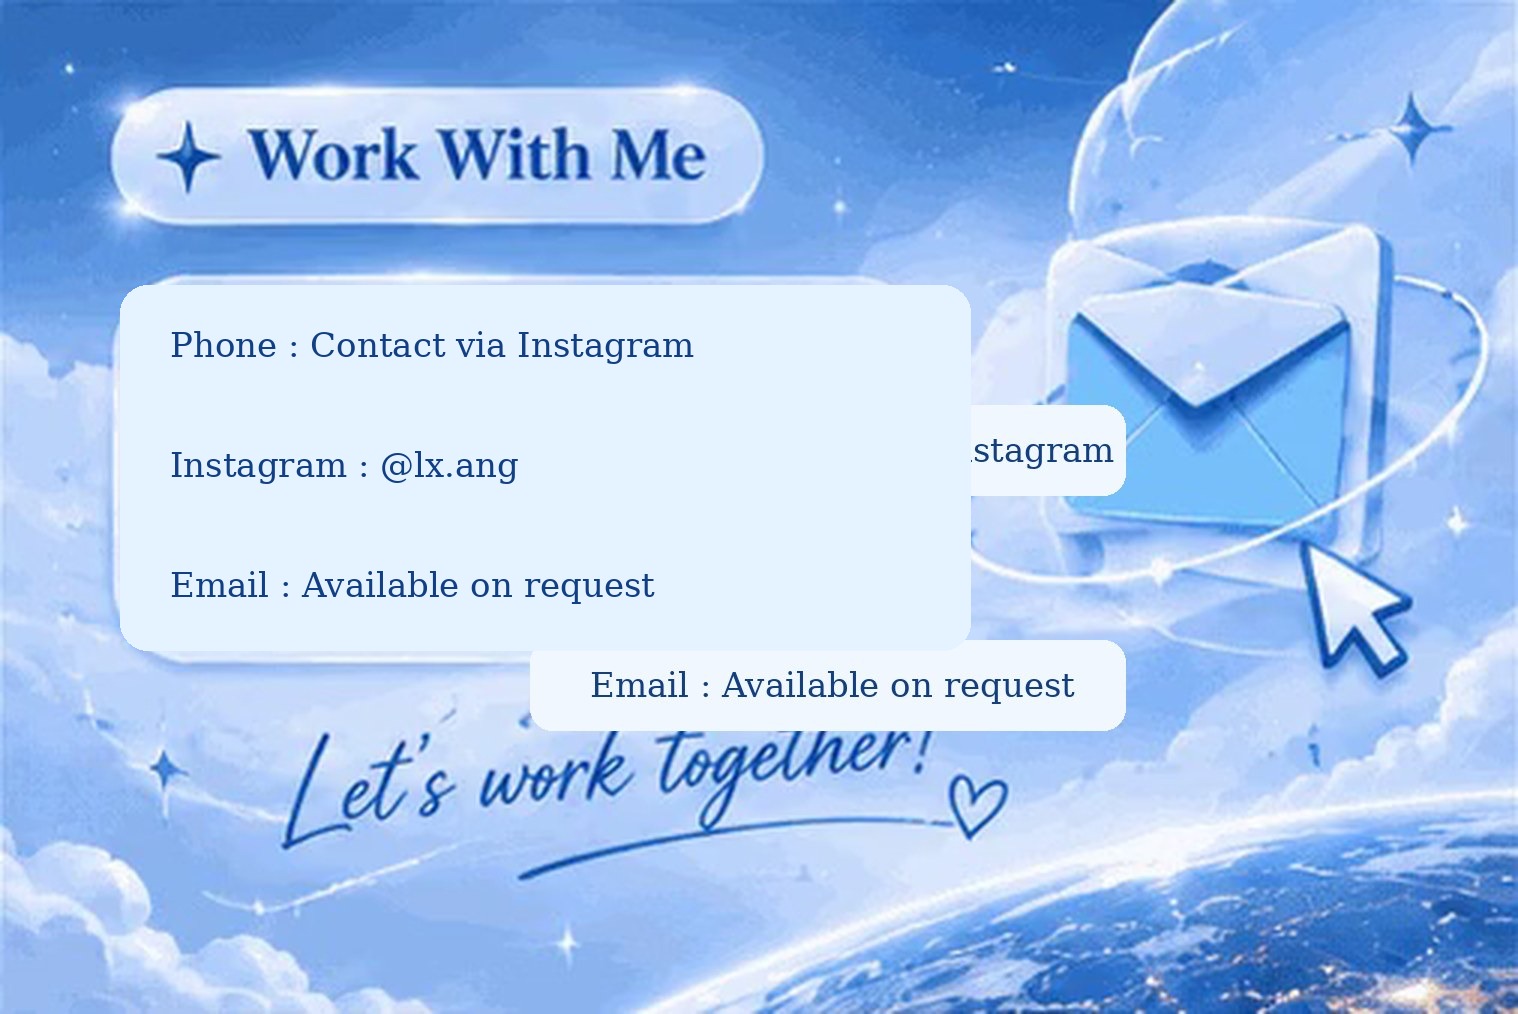 Work With Me
Phone : Contact via Instagram
stagram
Instagram : @lx.ang
Email : Available on request
Email : Available on request
Let's work together!